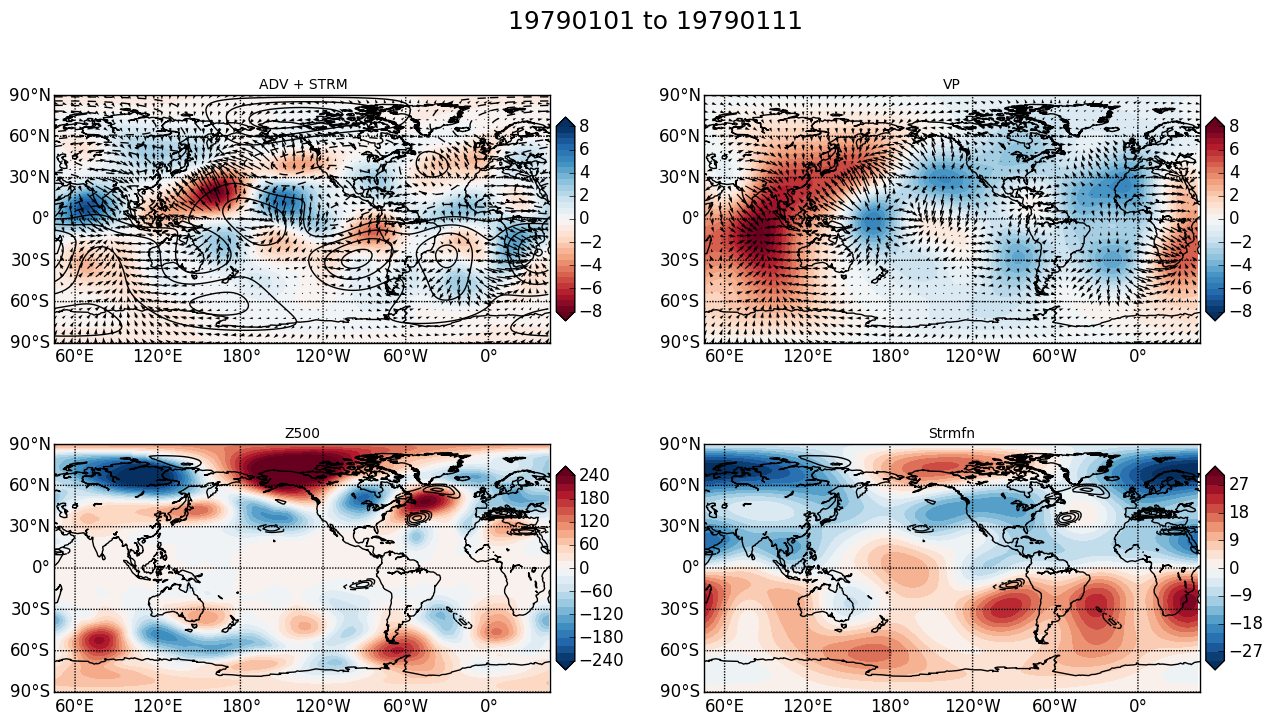 19790101 to 19790111
ADV + STRM
90°N
60°N
30°N
0°
30°S
60°S
90°S
60°E 120°E 180° 120°W 60°W 0°
8
6
4
2
0
−2
−4
−6
−8
VP
90°N
60°N
30°N
0°
30°S
60°S
90°S
60°E 120°E 180° 120°W 60°W 0°
8
6
4
2
0
−2
−4
−6
−8
Z500
90°N
60°N
30°N
0°
30°S
60°S
90°S
60°E 120°E 180° 120°W 60°W 0°
240
180
120
60
0
−60
−120
−180
−240
Strmfn
90°N
60°N
30°N
0°
30°S
60°S
90°S
60°E 120°E 180° 120°W 60°W 0°
27
18
9
0
−9
−18
−27